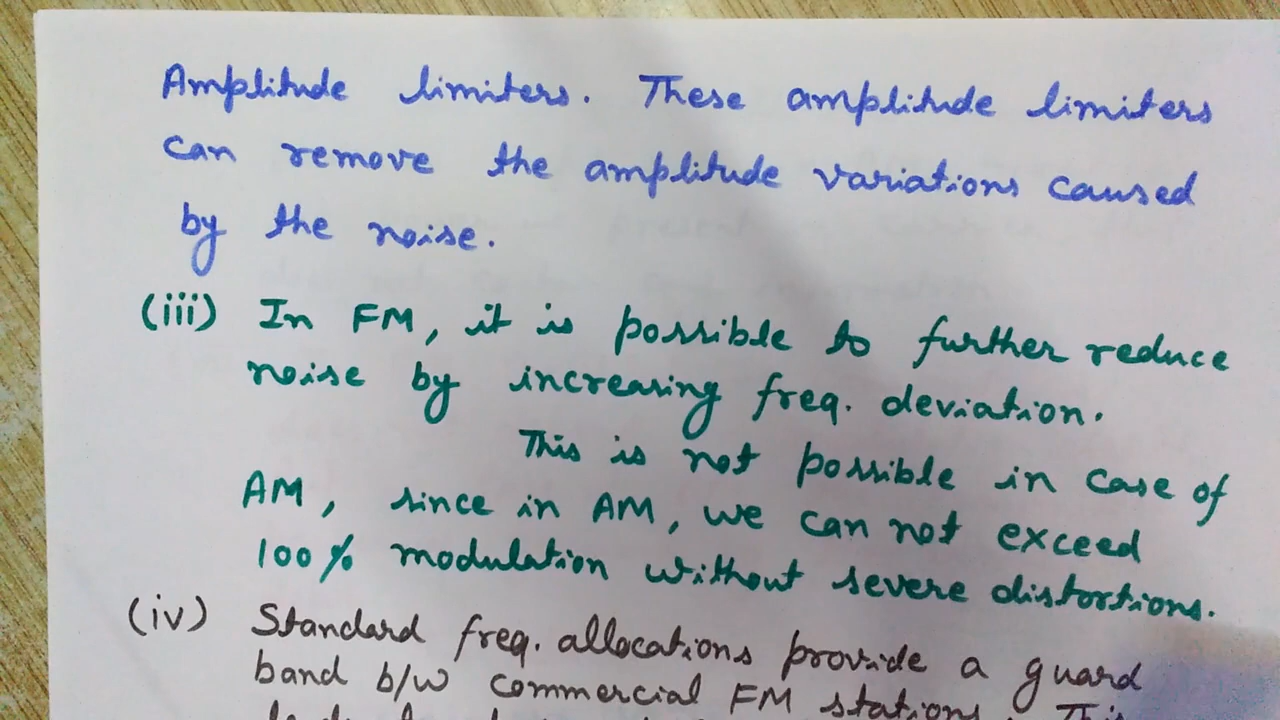 Amplitude limiters. These amplitude limiters
can remove the amplitude variations caused
by the noise.
(iii) In FM, it is possible to further reduce
noise by increasing freq. deviation.
This is not possible in case of
AM, since in AM, we can not exceed
100% modulation without severe distortions.
(iv) Standard freq. allocations provide a guard
band b/w commercial FM stations. This